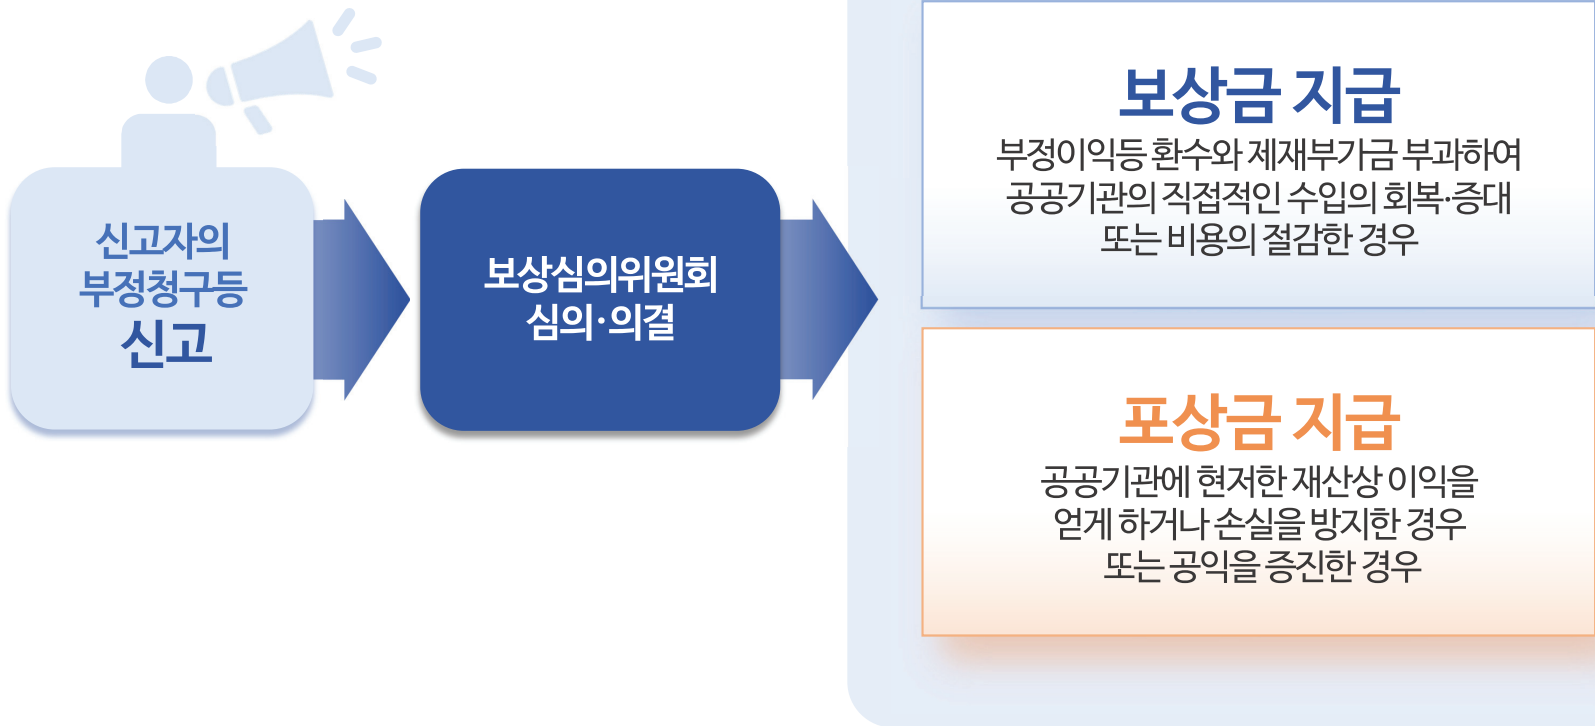 신고자의
부정청구등
신고
보상심의위원회
심의·의결
보상금 지급
부정이익등 환수와 제재부가금 부과하여
공공기관의 직접적인 수입의 회복·증대
또는 비용의 절감한 경우
포상금 지급
공공기관에 현저한 재산상 이익을
얻게 하거나 손실을 방지한 경우
또는 공익을 증진한 경우